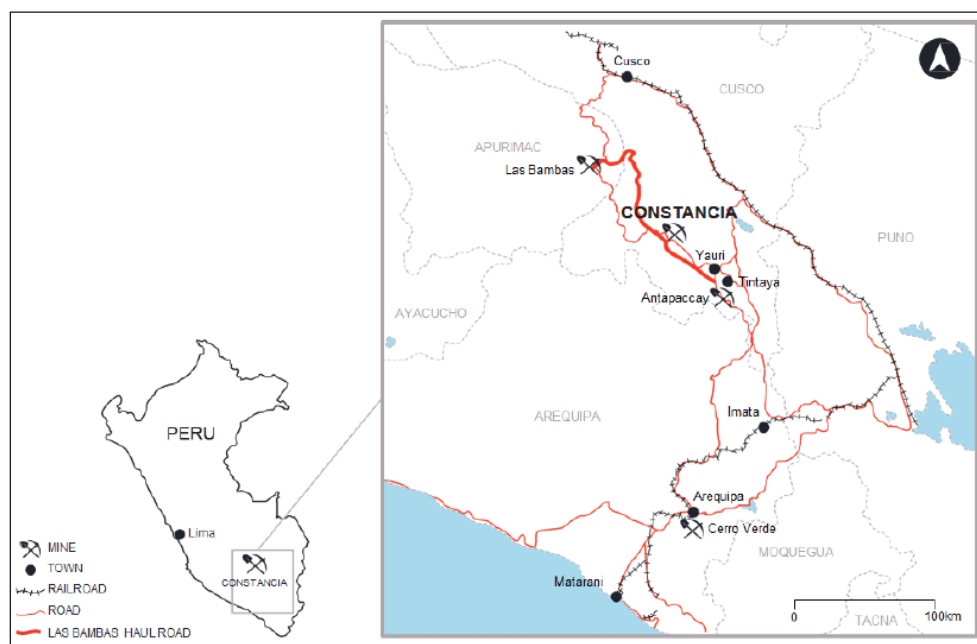 PERU
Lima
CONSTANCIA
MINE
TOWN
RAILROAD
ROAD
LAS BAMBAS HAUL ROAD
Cusco
CUSCO
APURIMAC
Las Bambas
CONSTANCIA
PUNO
Yauri
Tintaya
Antapaccay
AYACUCHO
AREQUIPA
Imata
Arequipa
Cerro Verde
MOQUEGUA
Matarani
TACNA
0
100km